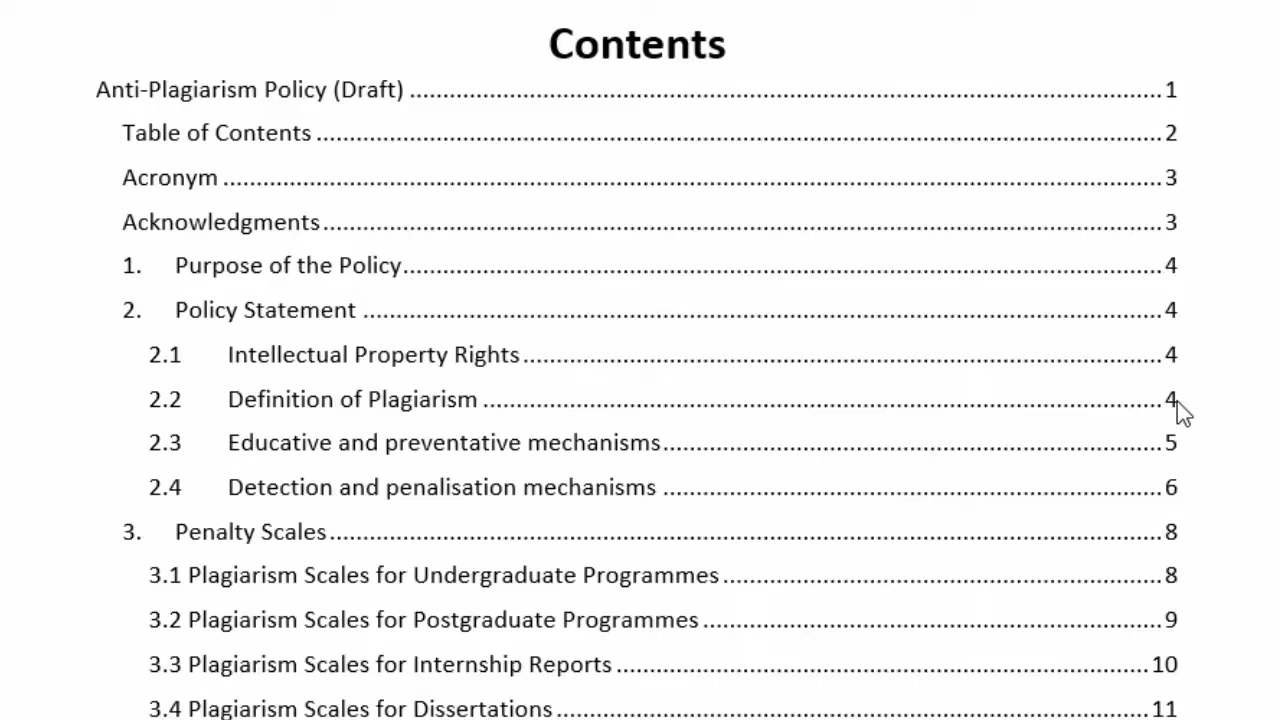 Contents
Anti-Plagiarism Policy (Draft) ........ 1
Table of Contents ........ 2
Acronym ........ 3
Acknowledgments ........ 3
1. Purpose of the Policy ........ 4
2. Policy Statement ........ 4
2.1 Intellectual Property Rights ........ 4
2.2 Definition of Plagiarism ........ 4
2.3 Educative and preventative mechanisms ........ 5
2.4 Detection and penalisation mechanisms ........ 6
3. Penalty Scales ........ 8
3.1 Plagiarism Scales for Undergraduate Programmes ........ 8
3.2 Plagiarism Scales for Postgraduate Programmes ........ 9
3.3 Plagiarism Scales for Internship Reports ........ 10
3.4 Plagiarism Scales for Dissertations ........ 11